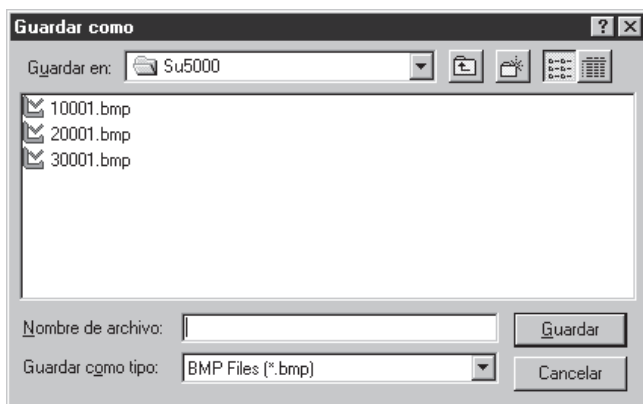 Guardar como
Guardar en: Su5000
10001.bmp
20001.bmp
30001.bmp
Nombre de archivo: Guardar
Guardar como tipo: BMP Files (*.bmp) Cancelar